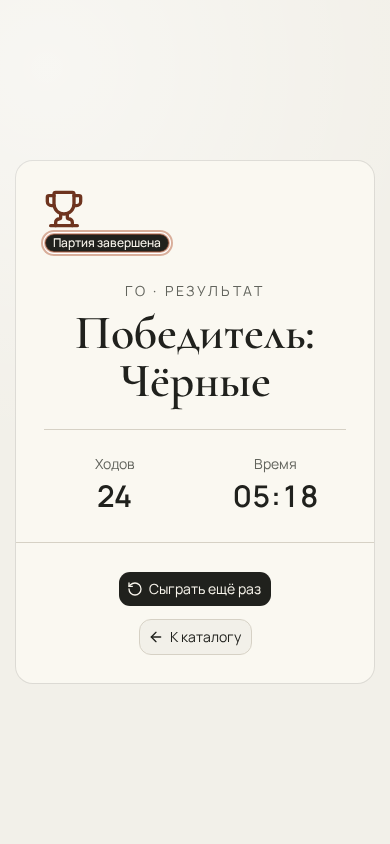 Партия завершена
ГО · РЕЗУЛЬТАТ
Победитель:
Чёрные
Ходов
24
Время
05:18
Сыграть ещё раз
К каталогу